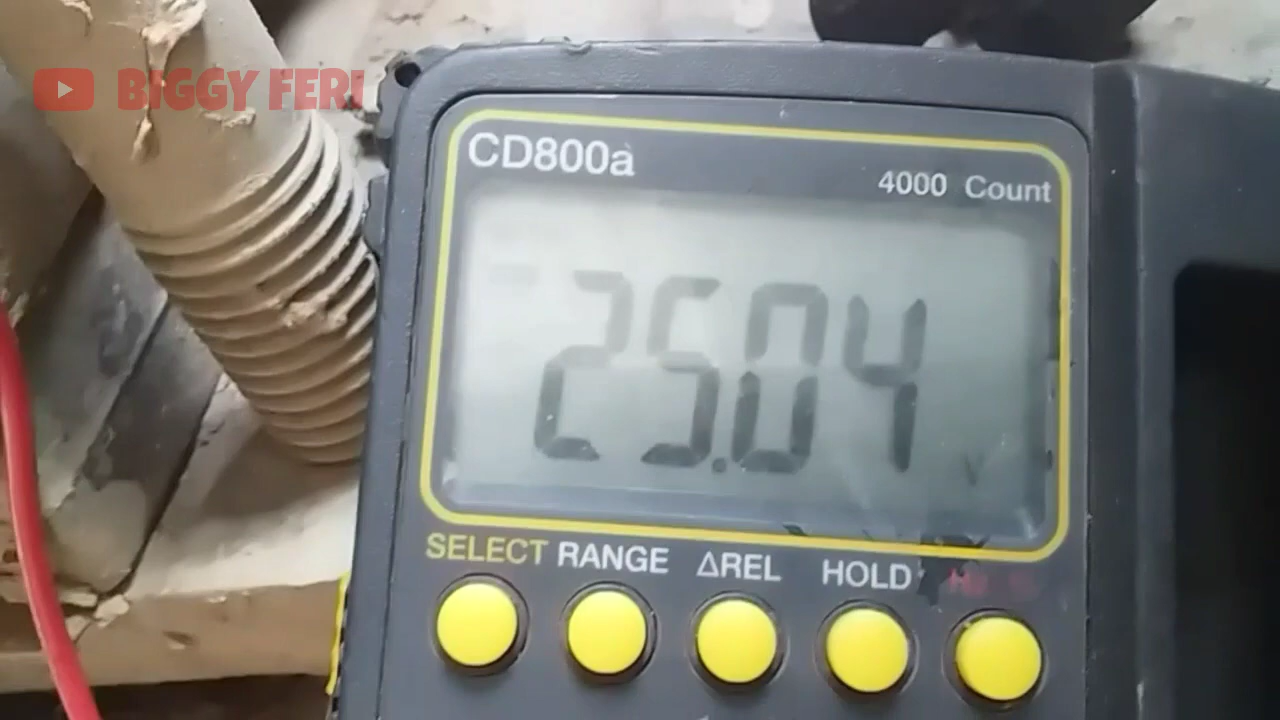 BIGGY FERI
CD800a
4000 Count
25.04
V
SELECT RANGE ΔREL HOLD